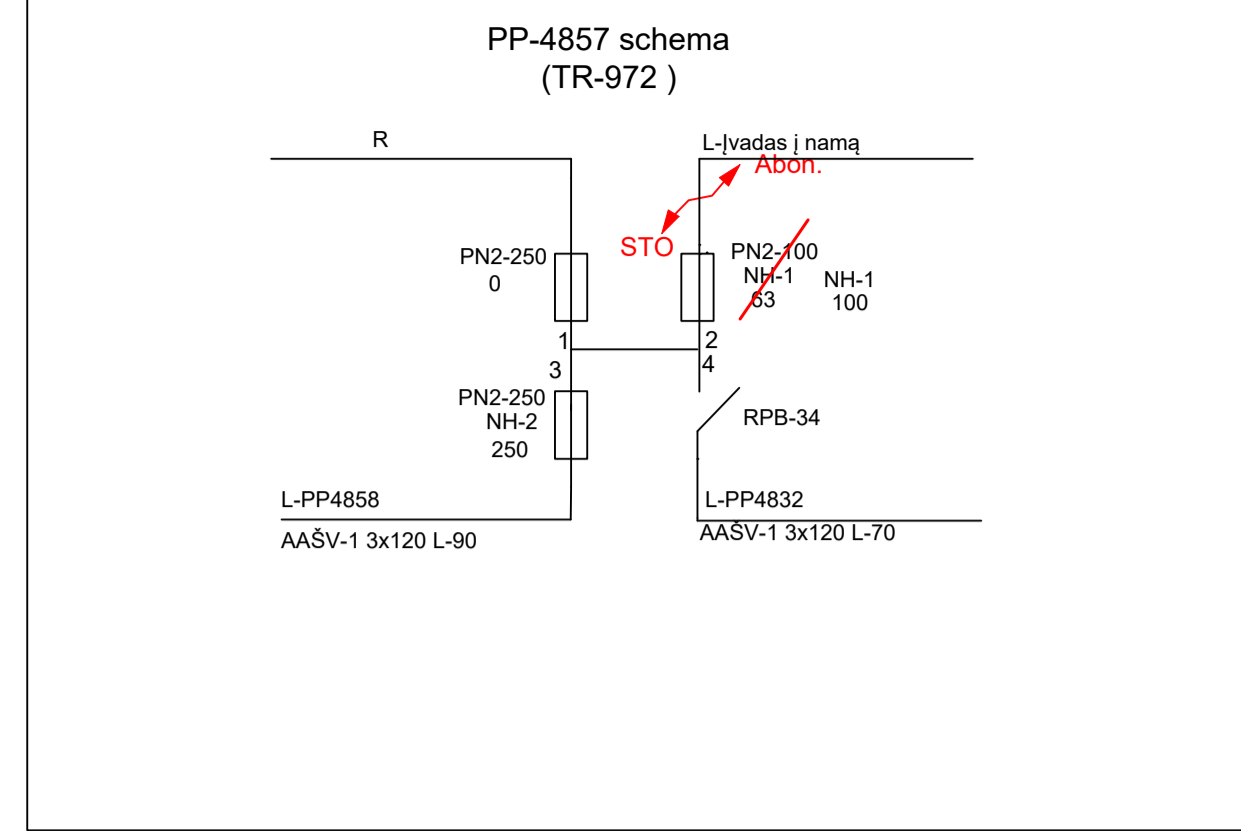 PP-4857 schema
(TR-972 )
R
L-Įvadas į namą
Abon.
STO
PN2-250
0
PN2-100
NH-1
63
NH-1
100
1
2
3
4
PN2-250
NH-2
250
RPB-34
L-PP4858
AAŠV-1 3x120 L-90
L-PP4832
AAŠV-1 3x120 L-70